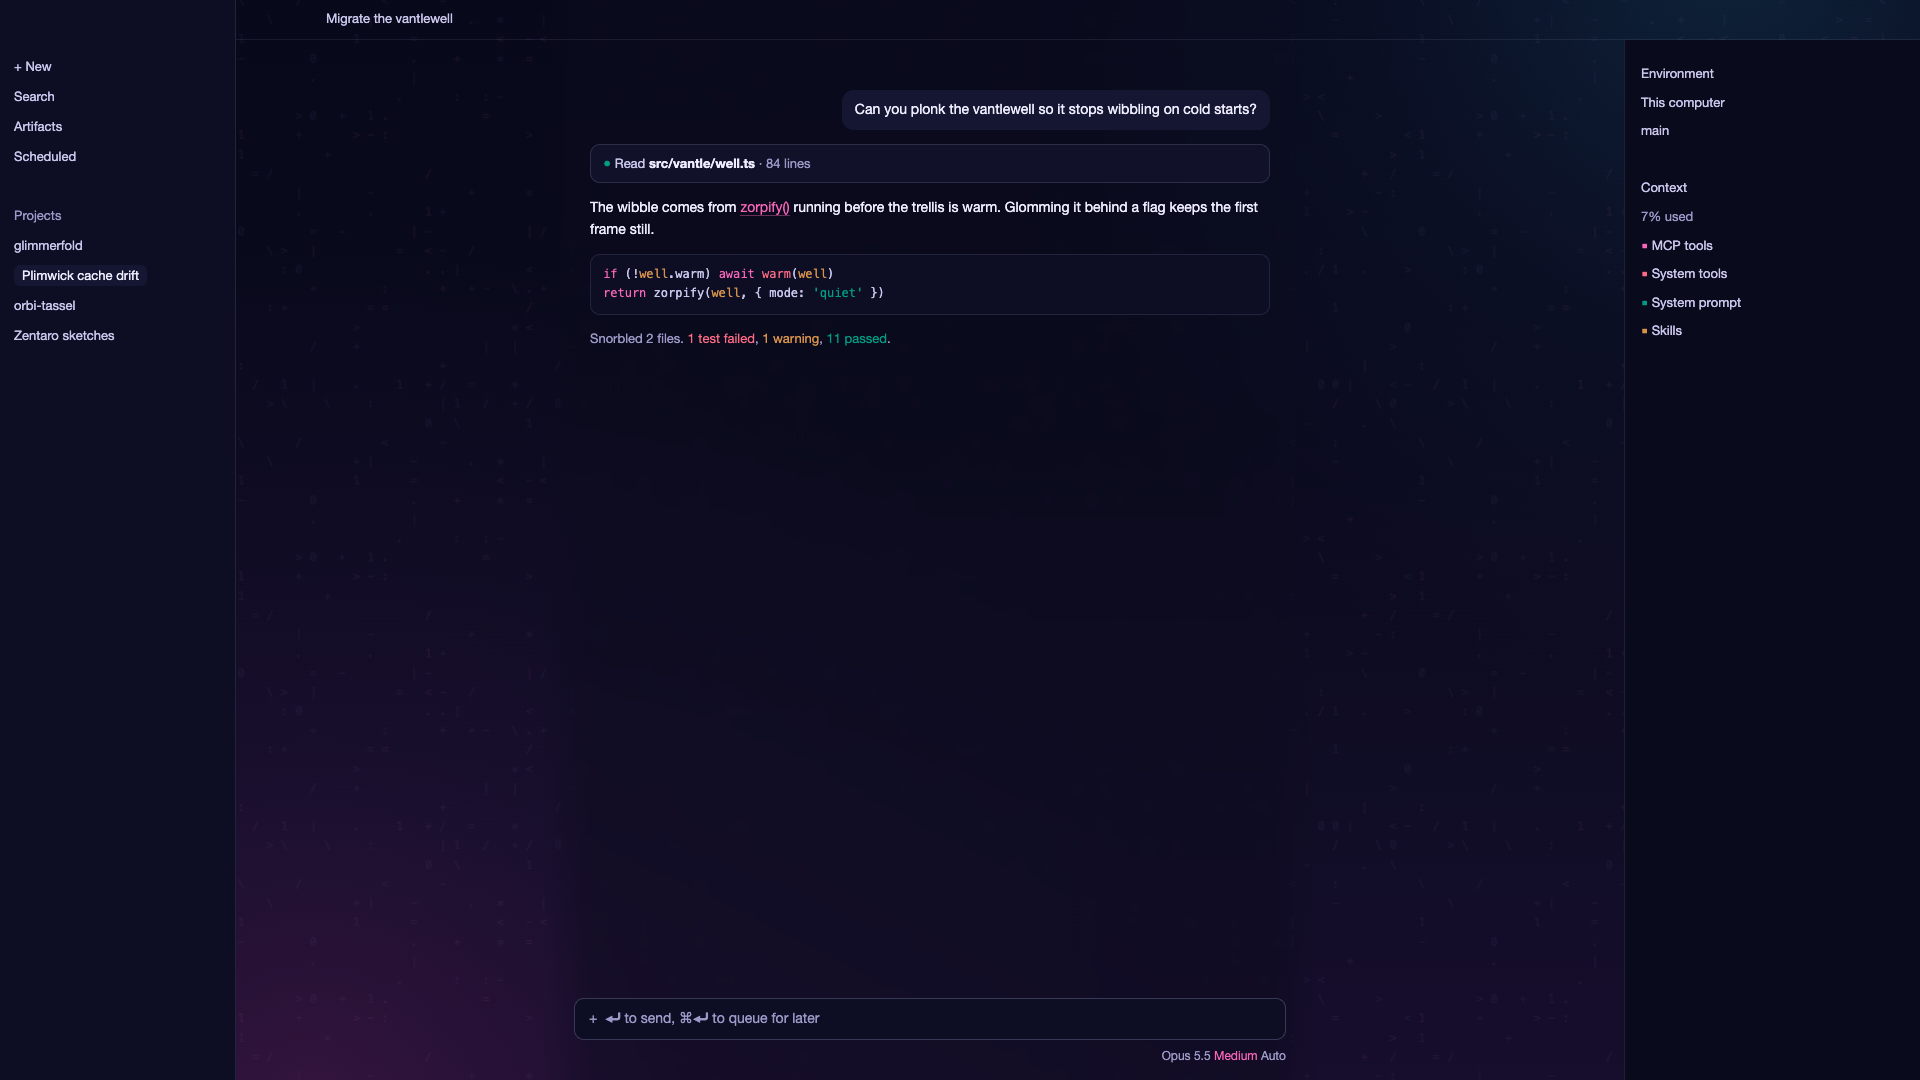 Migrate the vantlewell
+ New
Search
Artifacts
Scheduled
Projects
glimmerfold
Plimwick cache drift
orbi-tassel
Zentaro sketches
Can you plonk the vantlewell so it stops wibbling on cold starts?
Read src/vantle/well.ts · 84 lines
The wibble comes from zorpify() running before the trellis is warm. Glomming it behind a flag keeps the first
frame still.
if (!well.warm) await warm(well)
return zorpify(well, { mode: 'quiet' })
Snorbled 2 files. 1 test failed, 1 warning, 11 passed.
+ ↵ to send, ⌘↵ to queue for later
Opus 5.5 Medium Auto
Environment
This computer
main
Context
7% used
MCP tools
System tools
System prompt
Skills